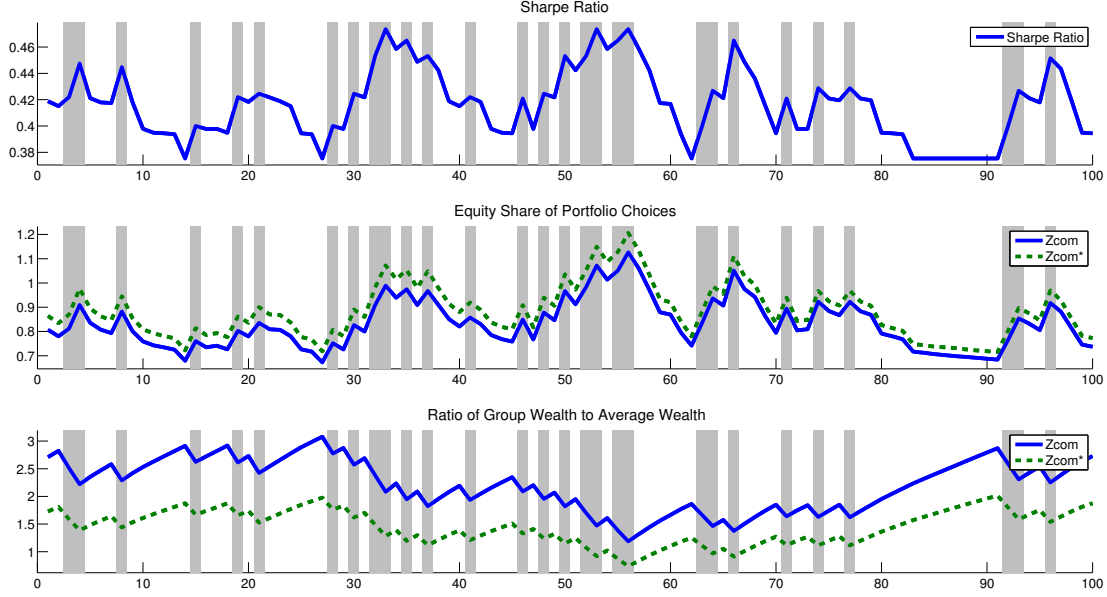 Sharpe Ratio
Sharpe Ratio
0.46
0.44
0.42
0.4
0.38
0 10 20 30 40 50 60 70 80 90 100
Equity Share of Portfolio Choices
Zcom
Zcom*
1.2
1.1
1
0.9
0.8
0.7
0 10 20 30 40 50 60 70 80 90 100
Ratio of Group Wealth to Average Wealth
Zcom
Zcom*
3
2.5
2
1.5
1
0 10 20 30 40 50 60 70 80 90 100